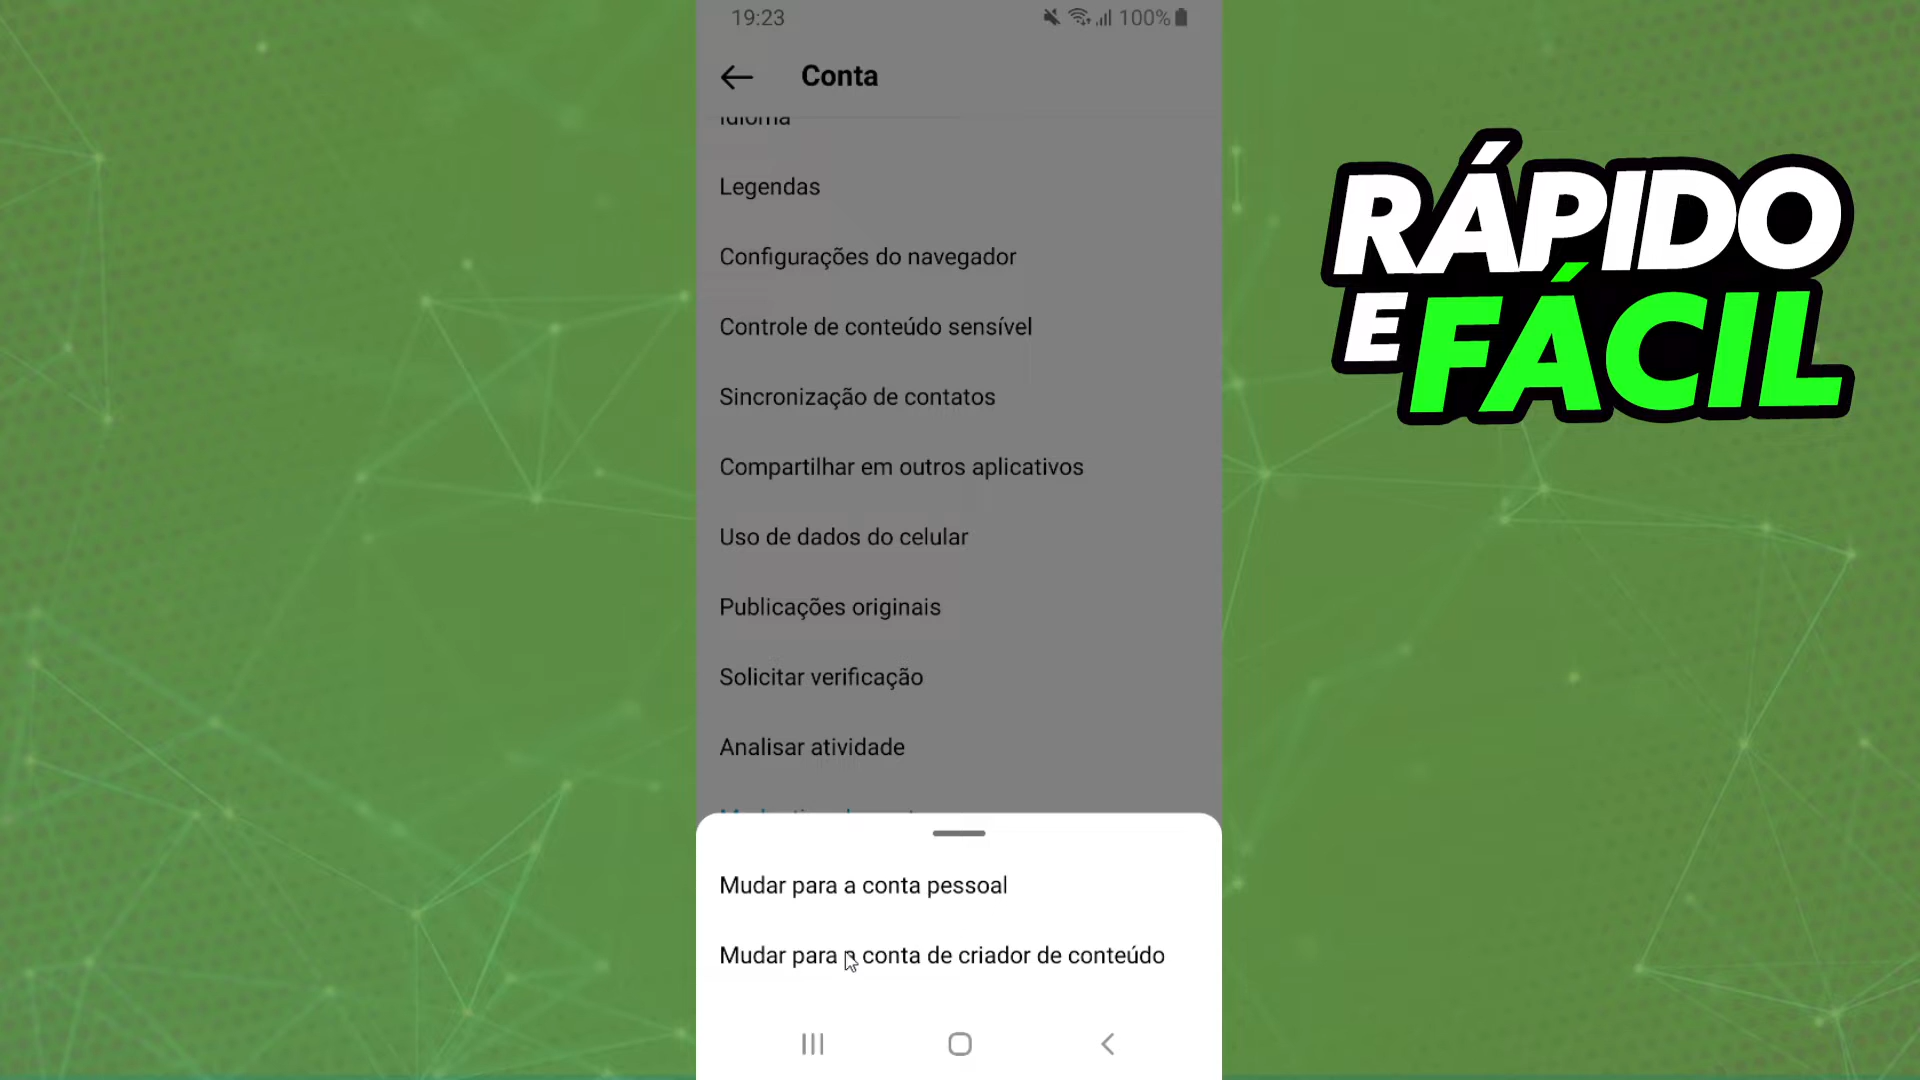 19:23
100%
Conta
Idioma
Legendas
Configurações do navegador
Controle de conteúdo sensível
Sincronização de contatos
Compartilhar em outros aplicativos
Uso de dados do celular
Publicações originais
Solicitar verificação
Analisar atividade
Mudar para a conta pessoal
Mudar para a conta de criador de conteúdo
RÁPIDO
E FÁCIL